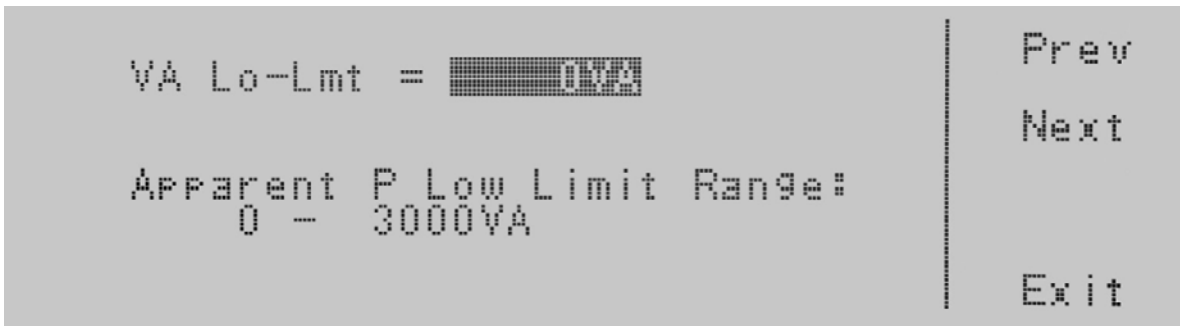 VA Lo-Lmt = 0VA
Apparent P Low Limit Range:
0 - 3000VA
Prev
Next
Exit